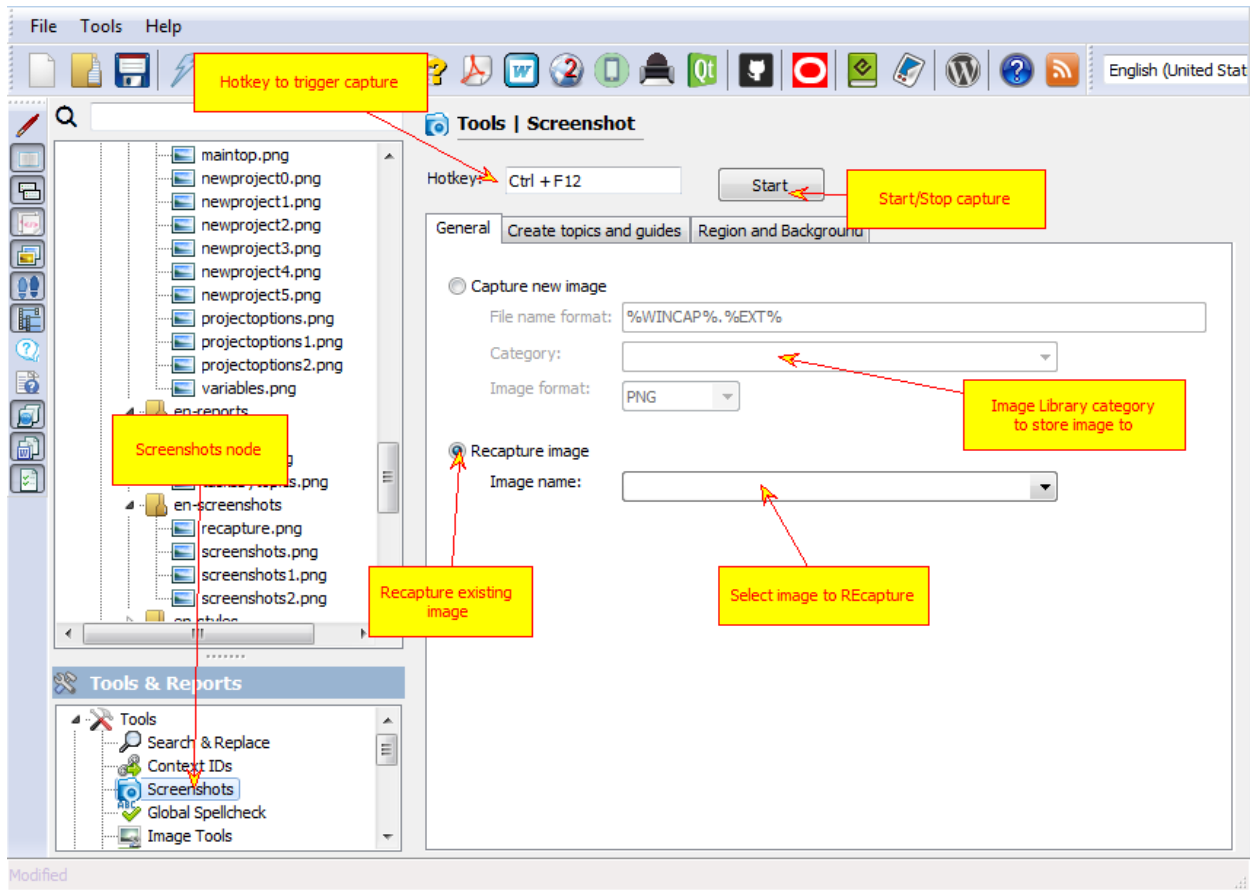 File Tools Help
Hotkey to trigger capture
English (United Stat
Tools | Screenshot
Hotkey: Ctrl + F12 Start
Start/Stop capture
General Create topics and guides Region and Background
maintop.png
newproject0.png
newproject1.png
newproject2.png
newproject3.png
newproject4.png
newproject5.png
projectoptions.png
projectoptions1.png
projectoptions2.png
variables.png
en-reports
Screenshots node
en-screenshots
recapture.png
screenshots.png
screenshots1.png
screenshots2.png
en-styles
Capture new image
File name format: %WINCAP%.%EXT%
Category:
Image format: PNG
Image Library category
to store image to
Recapture image
Image name:
Recapture existing
image
Select image to REcapture
Tools & Reports
Tools
Search & Replace
Context IDs
Screenshots
ABC
Global Spellcheck
Image Tools
Modified